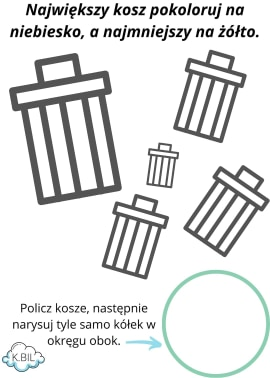 Największy kosz pokoloruj na
niebiesko, a najmniejszy na żółto.
Policz kosze, następnie
narysuj tyle samo kółek w
okręgu obok.
K.BIL